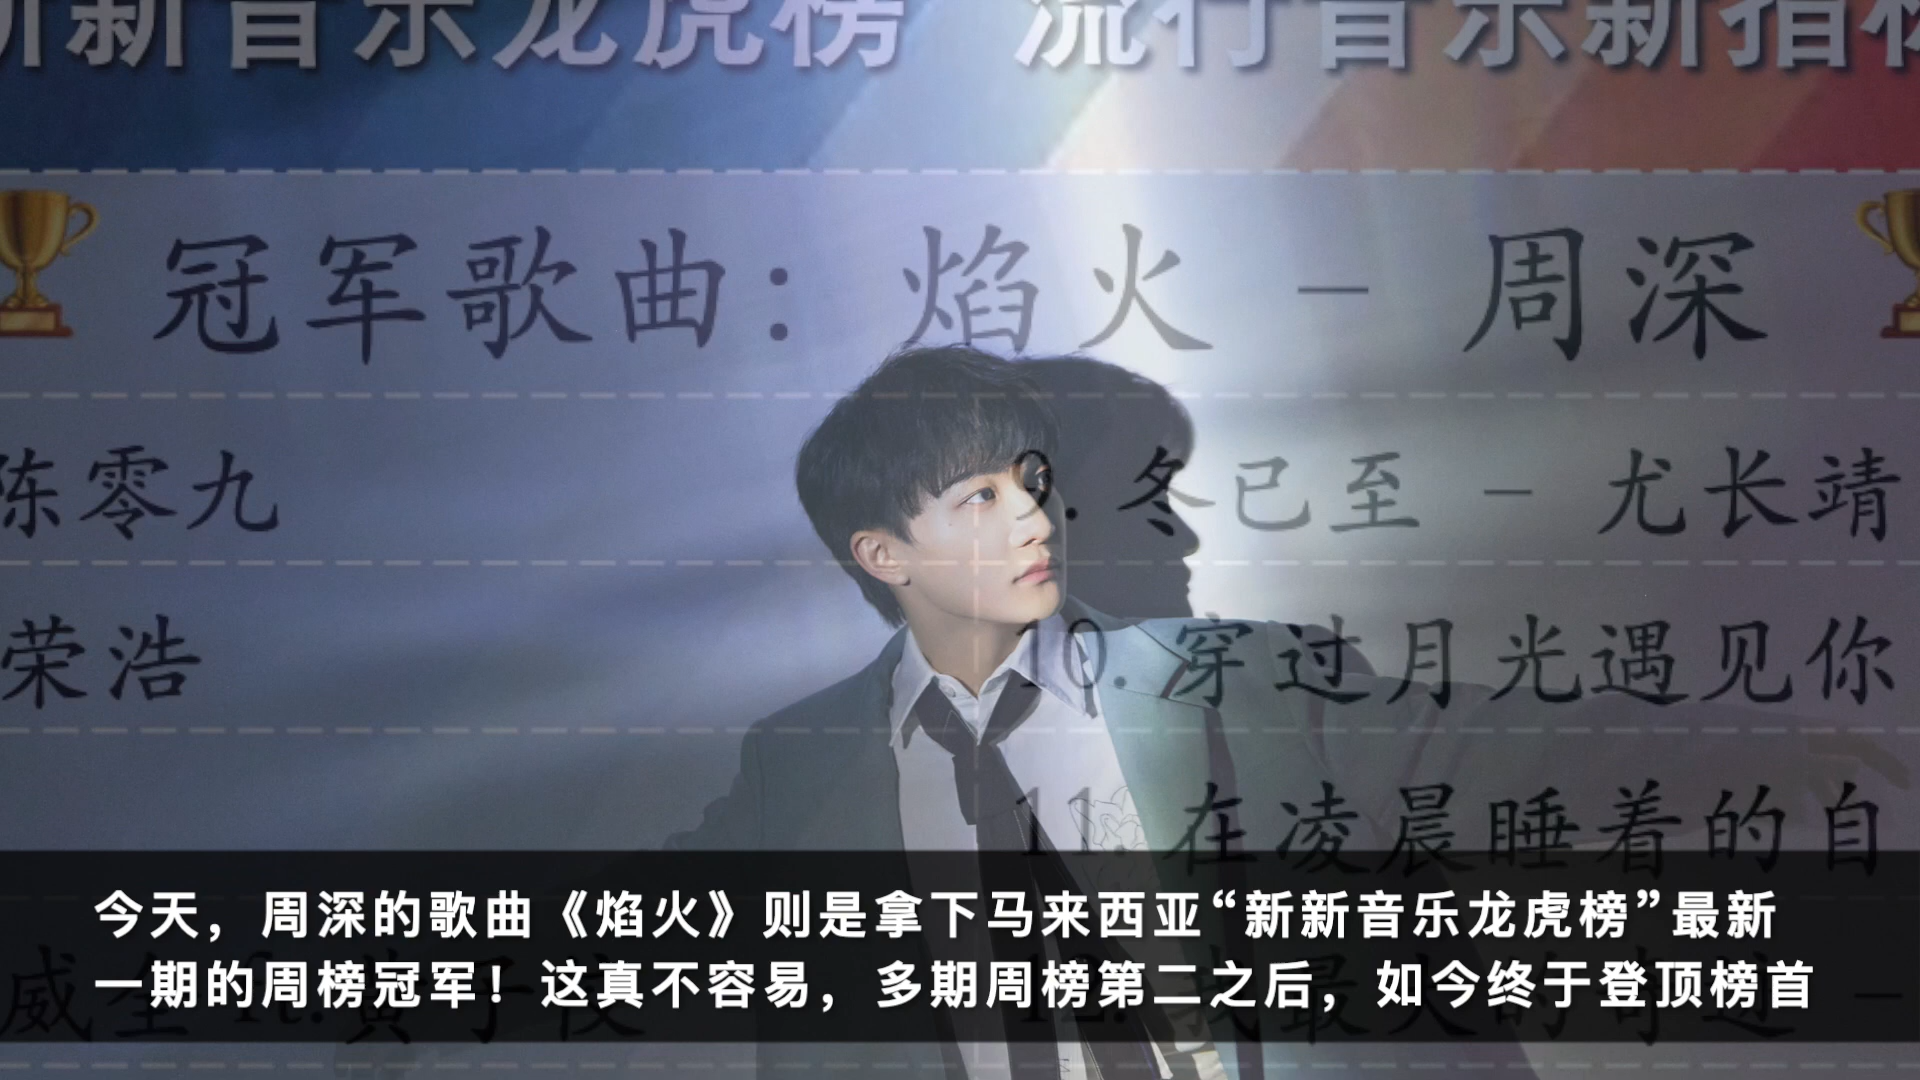 新新音乐龙虎榜 流行音乐新指标
冠军歌曲：焰火 - 周深
陈零九
9. 冬已至 - 尤长靖
荣浩
10. 穿过月光遇见你
11. 在凌晨睡着的自
今天，周深的歌曲《焰火》则是拿下马来西亚“新新音乐龙虎榜”最新
一期的周榜冠军！这真不容易，多期周榜第二之后，如今终于登顶榜首